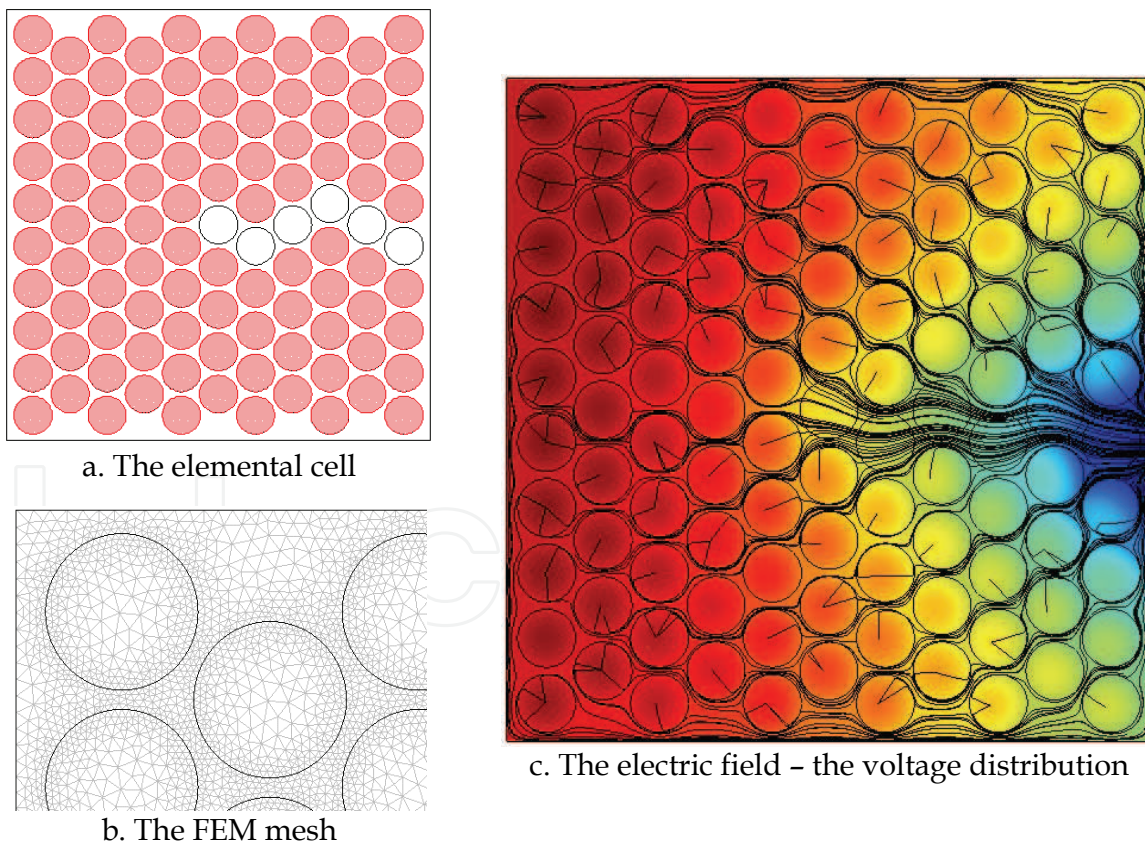 a. The elemental cell
b. The FEM mesh
c. The electric field – the voltage distribution